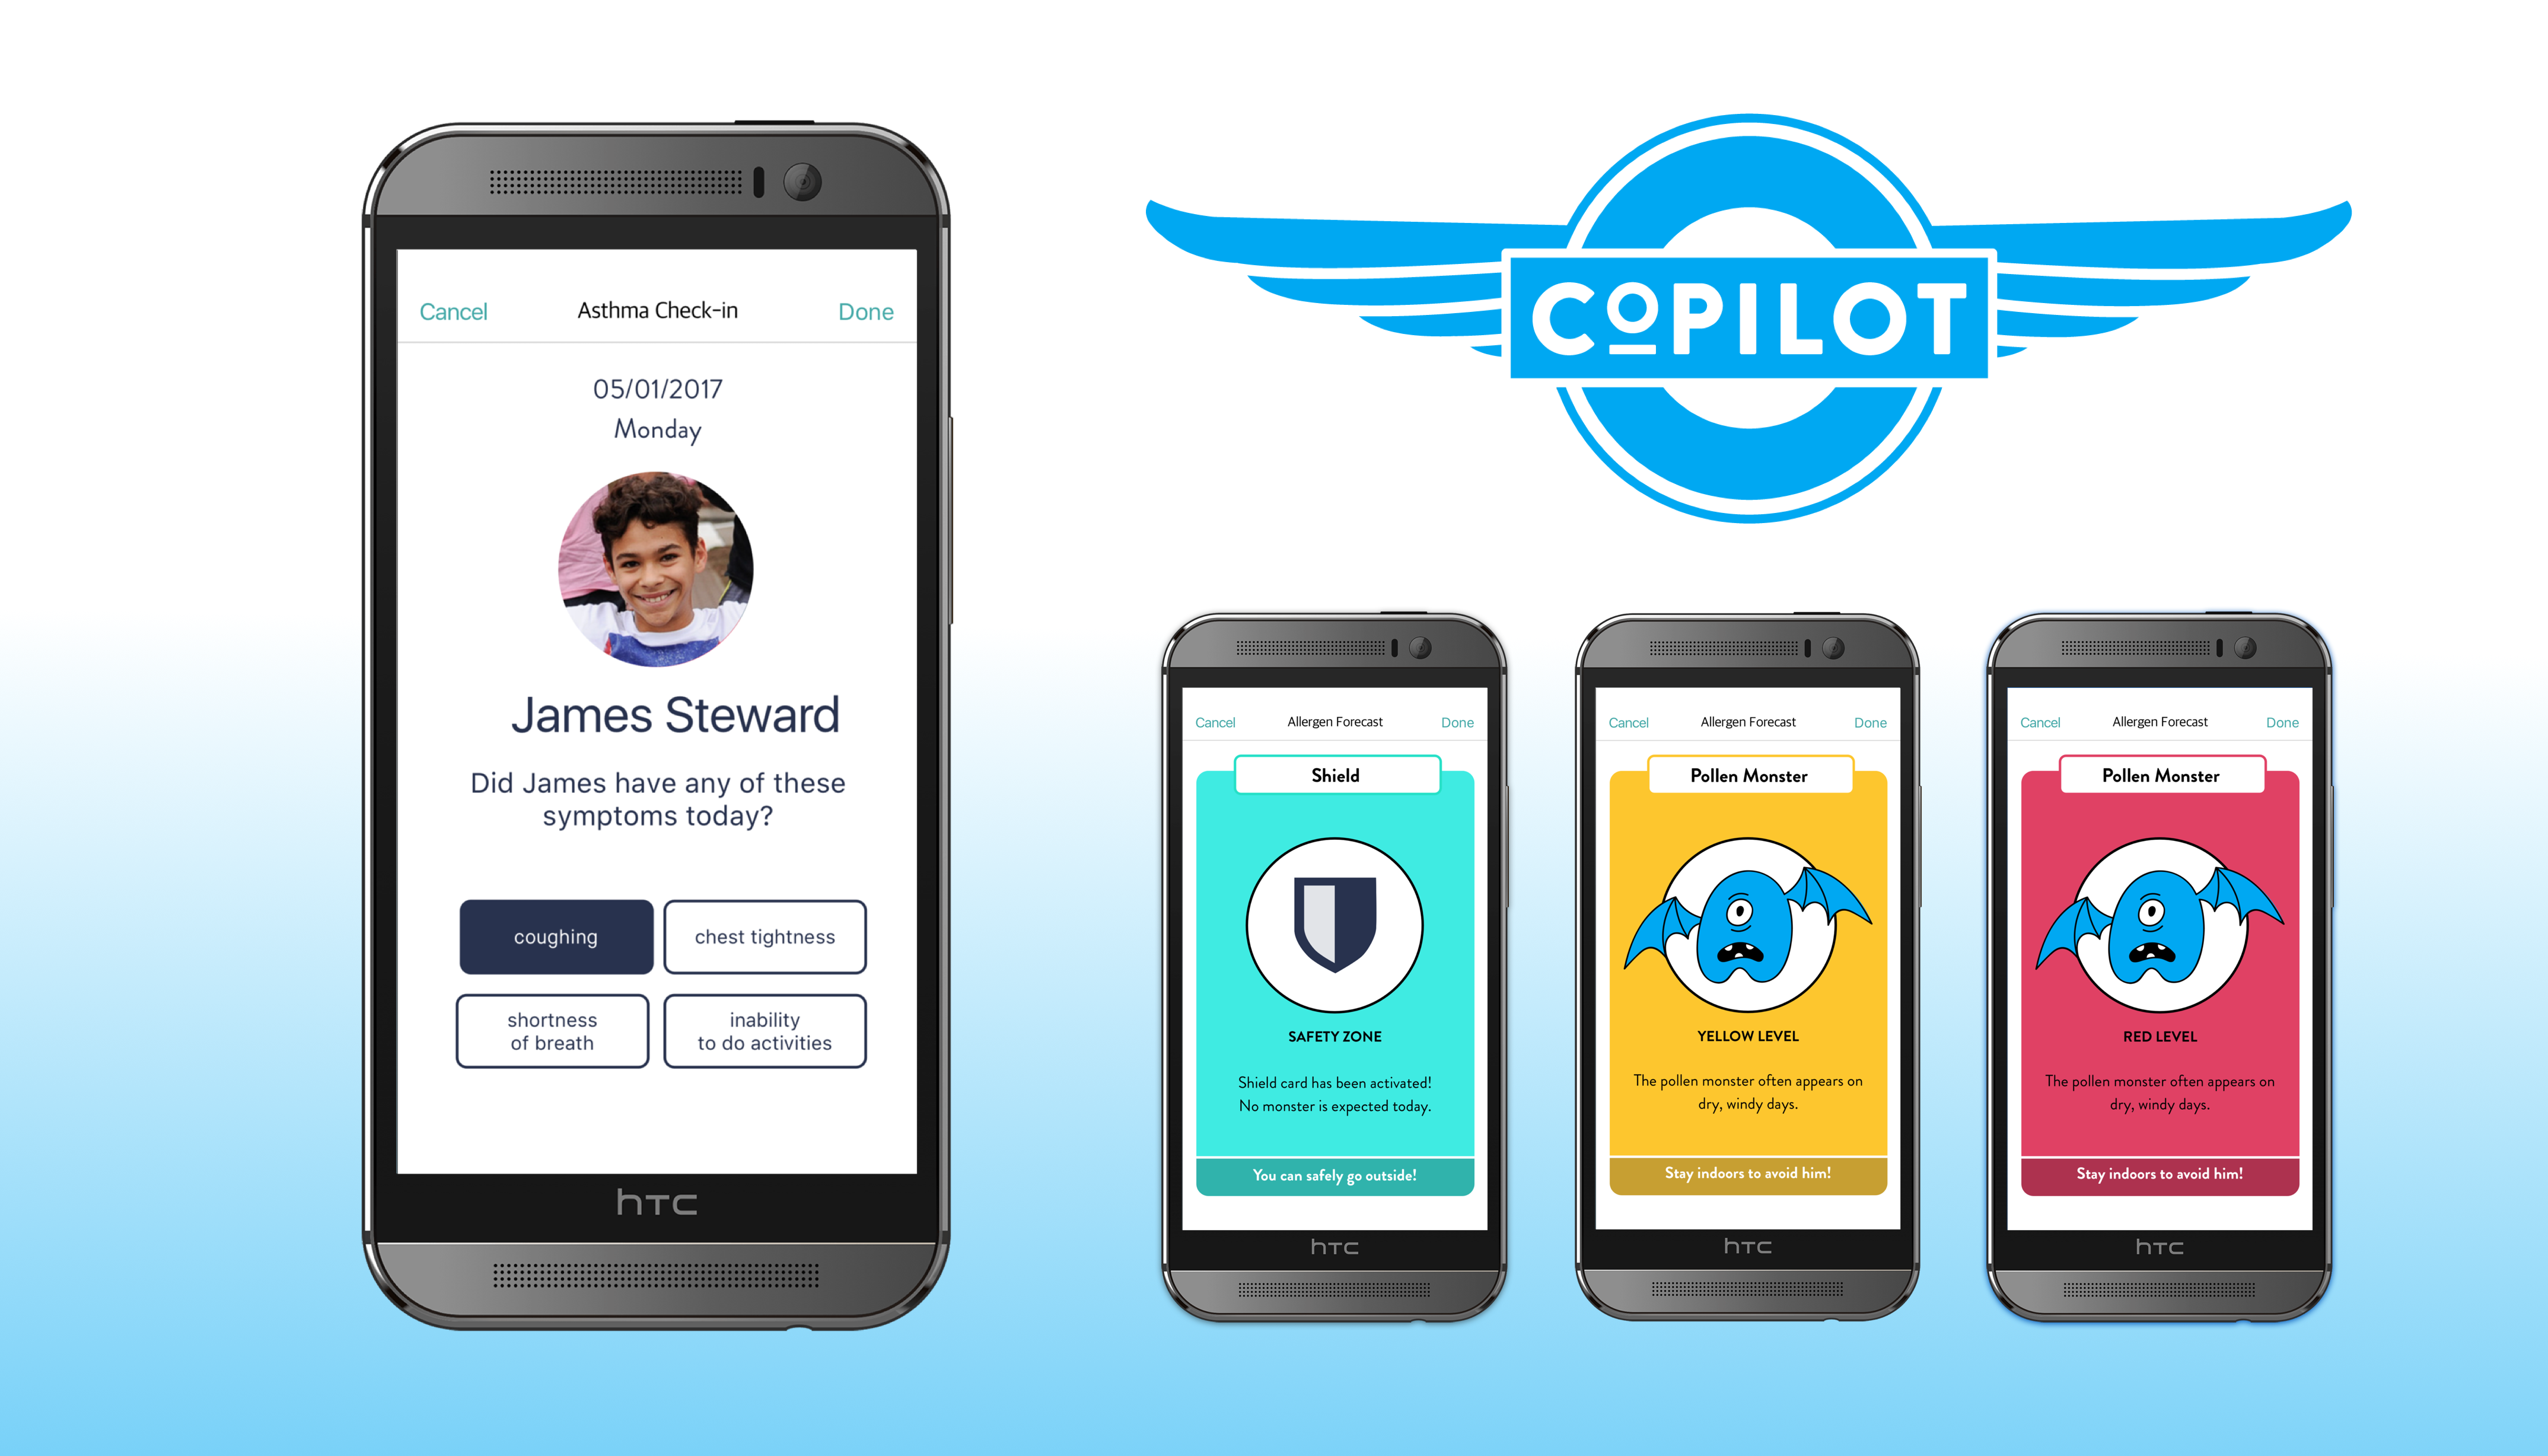 Cancel
Asthma Check-in
Done
05/01/2017
Monday
James Steward
Did James have any of these
symptoms today?
coughing
chest tightness
shortness
of breath
inability
to do activities
htc
COPILOT
Cancel
Allergen Forecast
Done
Shield
SAFETY ZONE
Shield card has been activated!
No monster is expected today.
You can safely go outside!
htc
Cancel
Allergen Forecast
Done
Pollen Monster
YELLOW LEVEL
The pollen monster often appears on
dry, windy days.
Stay indoors to avoid him!
htc
Cancel
Allergen Forecast
Done
Pollen Monster
RED LEVEL
The pollen monster often appears on
dry, windy days.
Stay indoors to avoid him!
htc